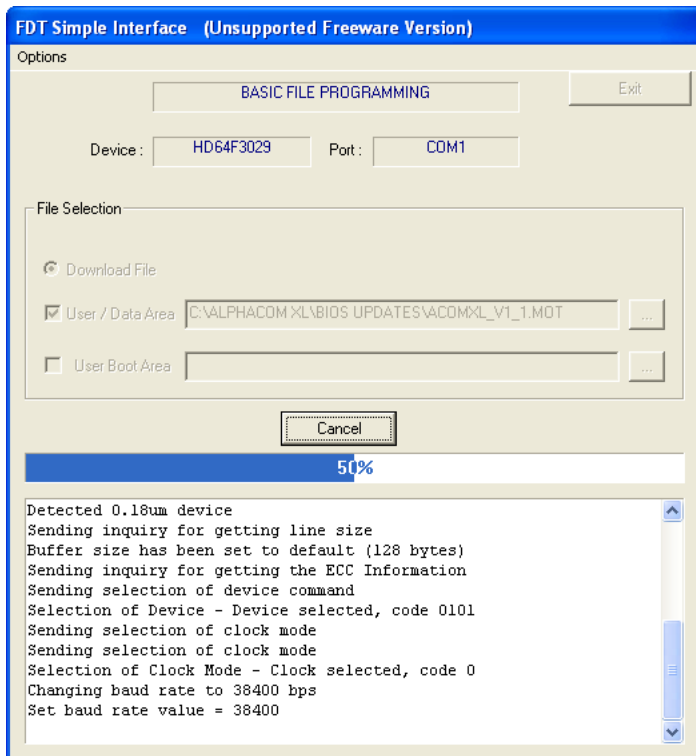 FDT Simple Interface (Unsupported Freeware Version)
Options
BASIC FILE PROGRAMMING
Exit
Device : HD64F3029 Port : COM1
File Selection
Download File
User / Data Area C:\ALPHACOM XL\BIOS UPDATES\ACOMXL_V1_1.MOT ...
User Boot Area ...
Cancel
50%
Detected 0.18um device
Sending inquiry for getting line size
Buffer size has been set to default (128 bytes)
Sending inquiry for getting the ECC Information
Sending selection of device command
Selection of Device - Device selected, code 0101
Sending selection of clock mode
Sending selection of clock mode
Selection of Clock Mode - Clock selected, code 0
Changing baud rate to 38400 bps
Set baud rate value = 38400